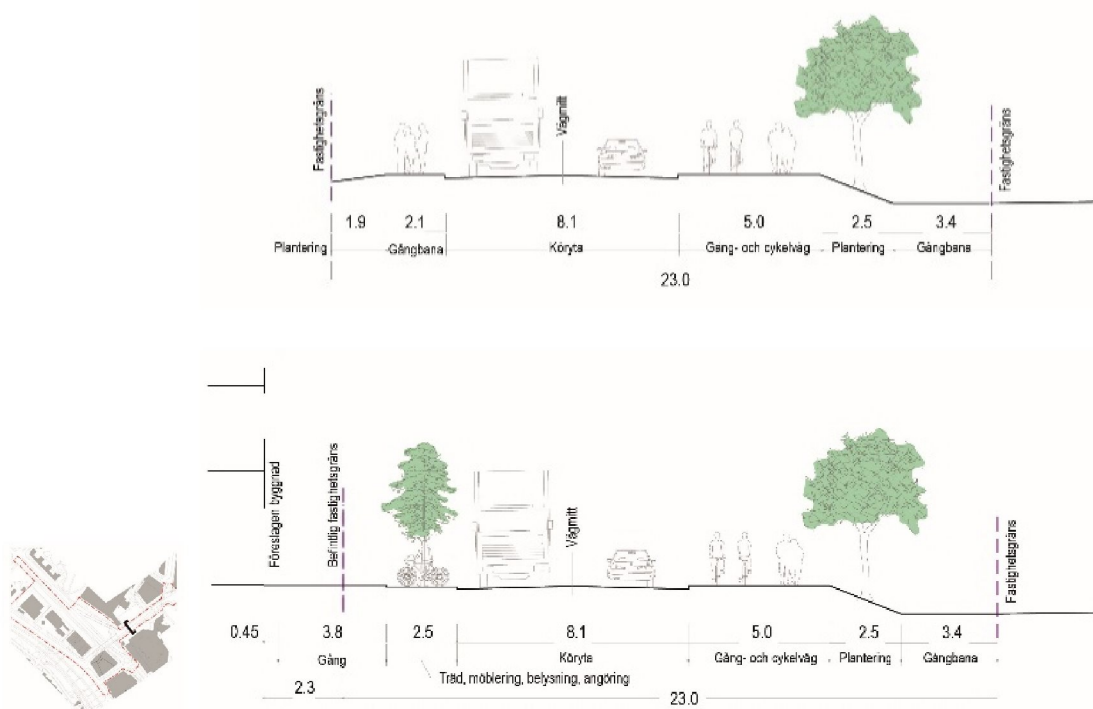 Fastighetsgräns
Vägmitt
Fastighetsgräns
1.9 2.1 8.1 5.0 2.5 3.4
Plantering Gångbana Köryta Gång- och cykelväg Plantering Gångbana
23.0
Föreslagen byggnad
Befintlig fastighetsgräns
Vägmitt
Fastighetsgräns
0.45 3.8 2.5 8.1 5.0 2.5 3.4
Gång Köryta Gång- och cykelväg Plantering Gångbana
Träd, möblering, belysning, angöring
2.3 23.0